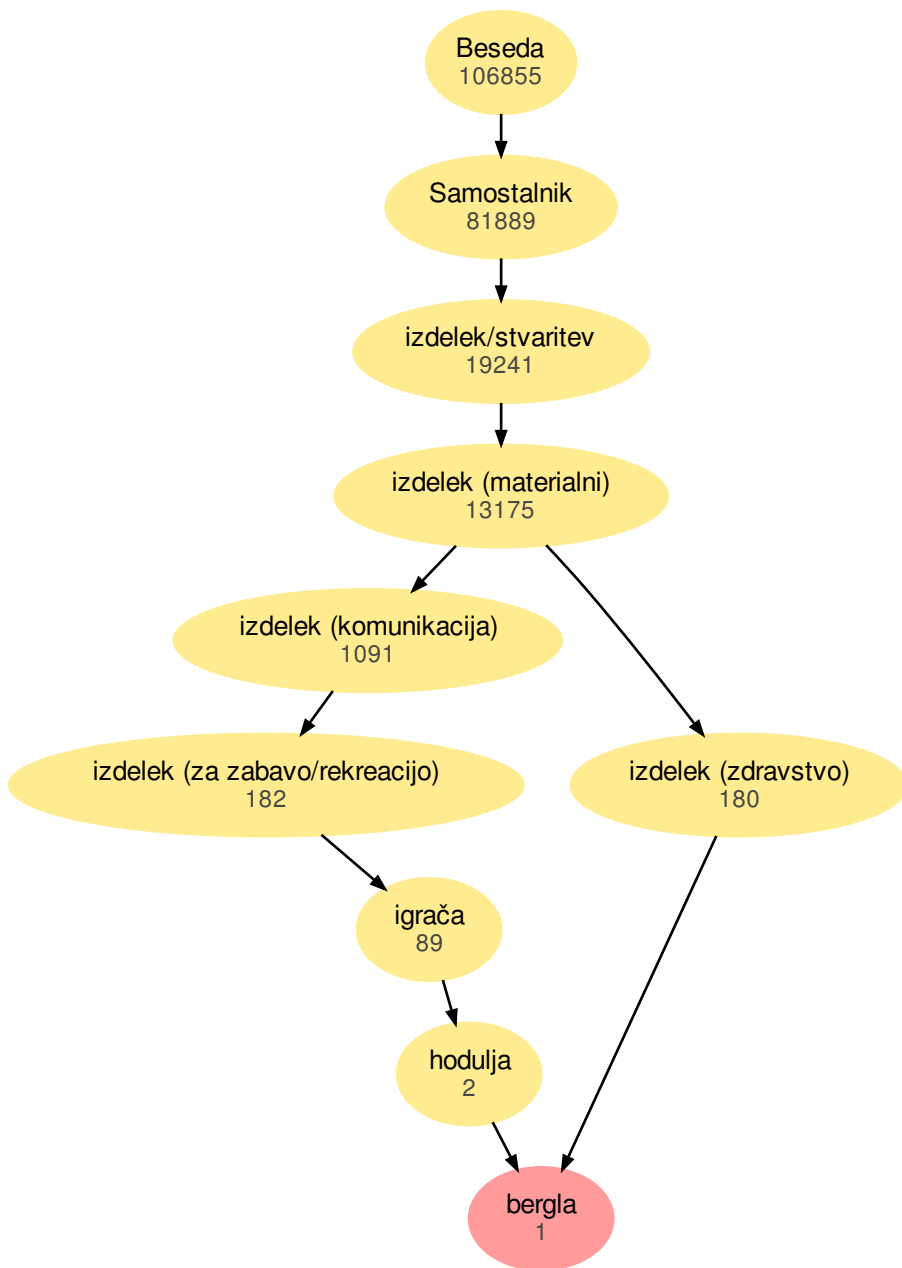 Beseda
106855
Samostalnik
81889
izdelek/stvaritev
19241
izdelek (materialni)
13175
izdelek (komunikacija)
1091
izdelek (za zabavo/rekreacijo)
182
izdelek (zdravstvo)
180
igrača
89
hodulja
2
bergla
1